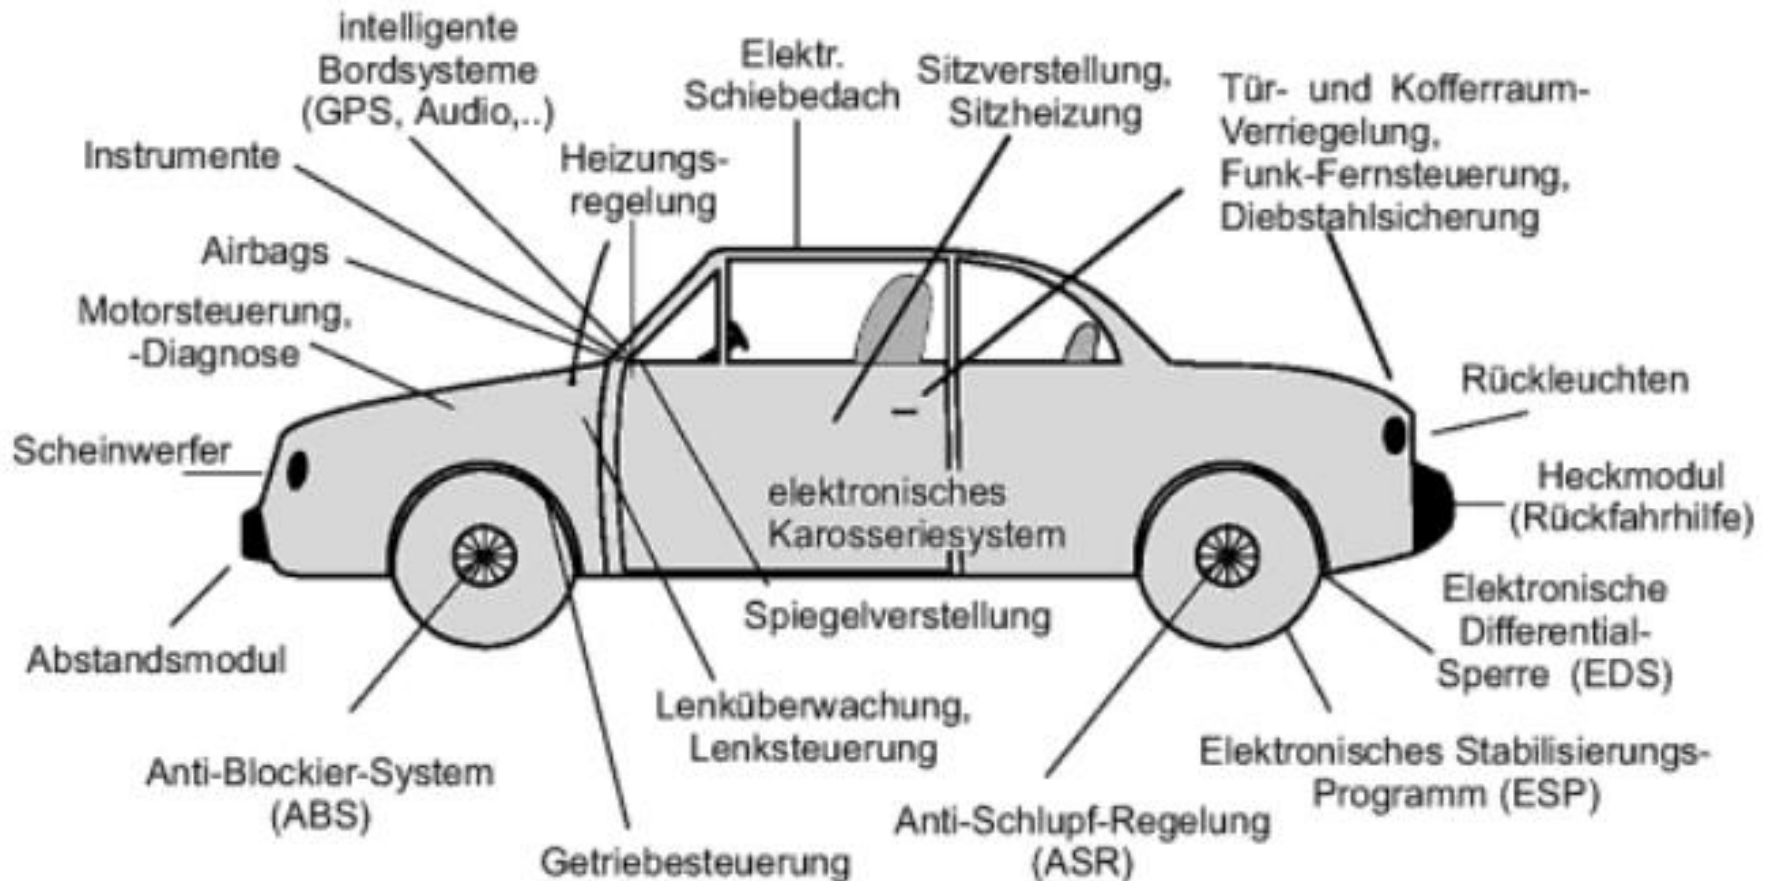 intelligente
Bordsysteme
(GPS, Audio,..)
Elektr.
Schiebedach
Sitzverstellung,
Sitzheizung
Tür- und Kofferraum-
Verriegelung,
Funk-Fernsteuerung,
Diebstahlsicherung
Instrumente
Heizungs-
regelung
Airbags
Motorsteuerung,
-Diagnose
Scheinwerfer
Rückleuchten
Heckmodul
(Rückfahrhilfe)
elektronisches
Karosseriesystem
Spiegelverstellung
Abstandsmodul
Elektronische
Differential-
Sperre (EDS)
Lenküberwachung,
Lenksteuerung
Anti-Blockier-System
(ABS)
Elektronisches Stabilisierungs-
Programm (ESP)
Anti-Schlupf-Regelung
(ASR)
Getriebesteuerung